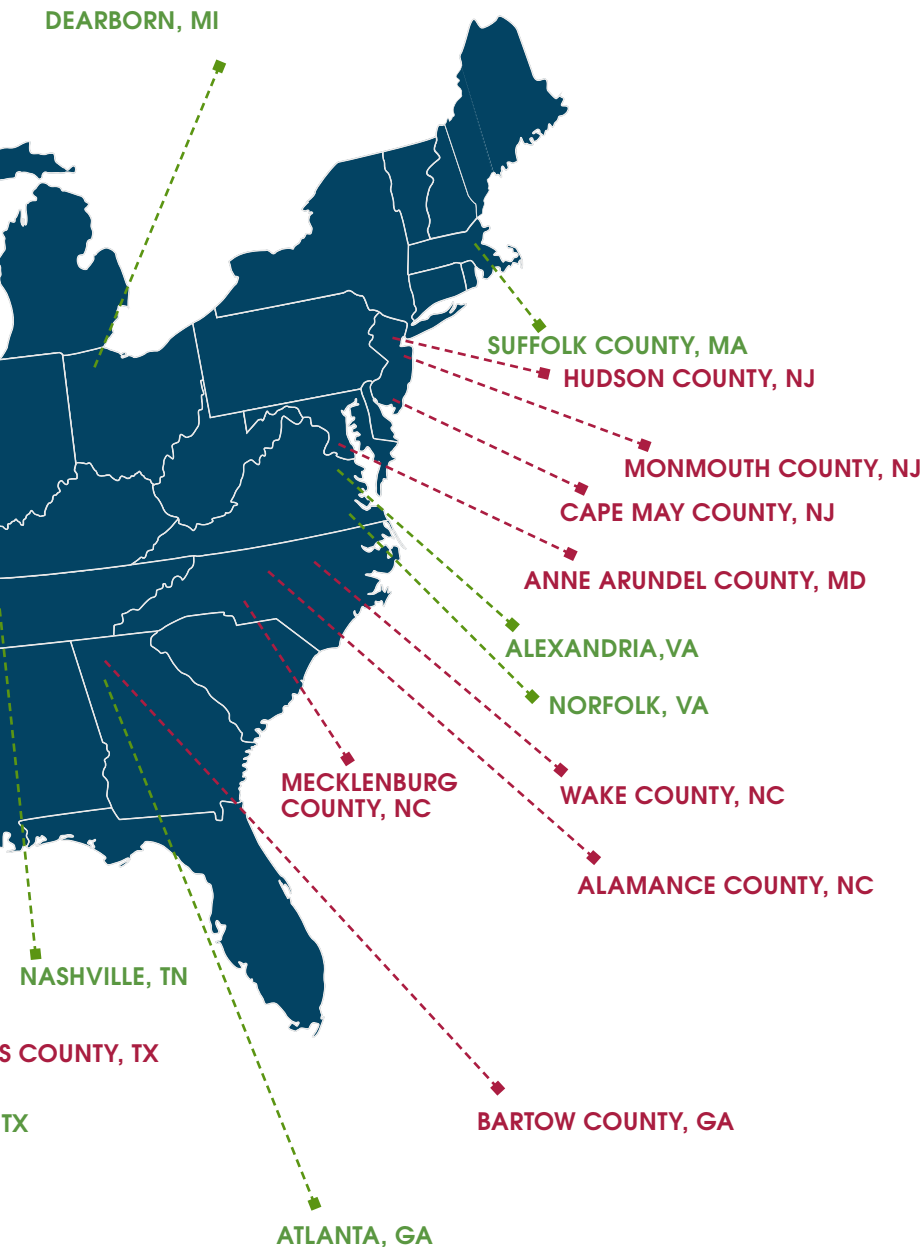 DEARBORN, MI
SUFFOLK COUNTY, MA
HUDSON COUNTY, NJ
MONMOUTH COUNTY, NJ
CAPE MAY COUNTY, NJ
ANNE ARUNDEL COUNTY, MD
ALEXANDRIA,VA
NORFOLK, VA
MECKLENBURG
COUNTY, NC
WAKE COUNTY, NC
ALAMANCE COUNTY, NC
NASHVILLE, TN
S COUNTY, TX
BARTOW COUNTY, GA
TX
ATLANTA, GA